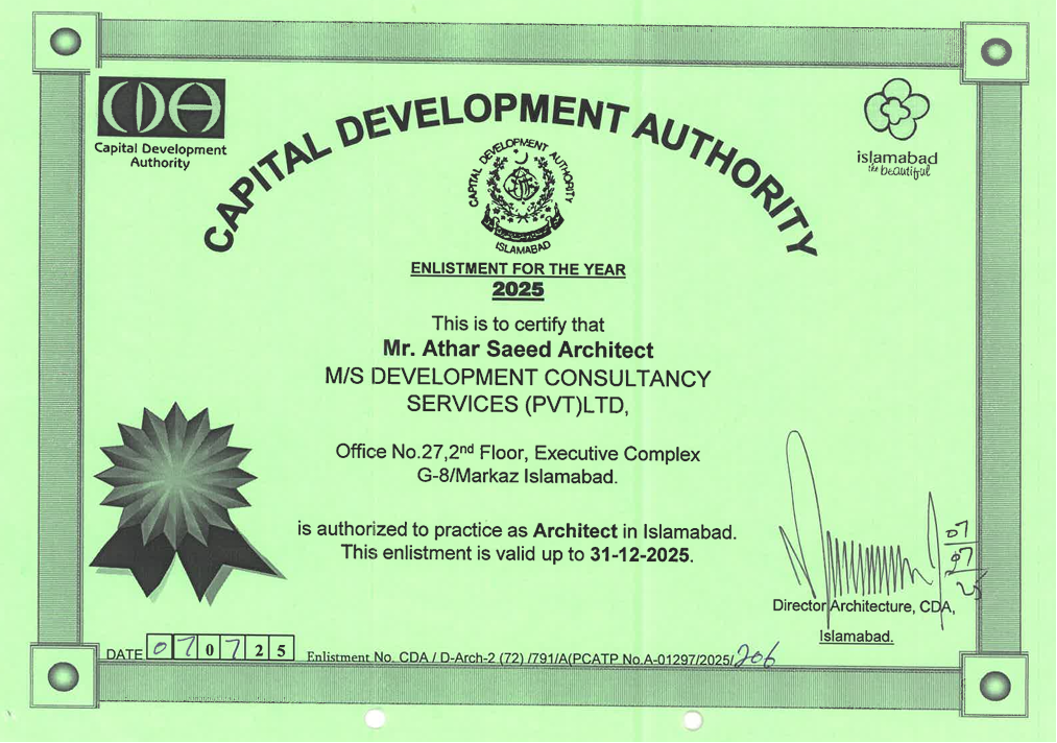 CDA
Capital Development
Authority
CAPITAL DEVELOPMENT AUTHORITY
islamabad
the beautiful
CAPITAL DEVELOPMENT AUTHORITY
ISLAMABAD
ENLISTMENT FOR THE YEAR
2025
This is to certify that
Mr. Athar Saeed Architect
M/S DEVELOPMENT CONSULTANCY
SERVICES (PVT)LTD,
Office No.27,2nd Floor, Executive Complex
G-8/Markaz Islamabad.
is authorized to practice as Architect in Islamabad.
This enlistment is valid up to 31-12-2025.
07
07
25
Director Architecture, CDA,
Islamabad.
DATE 0 7 0 7 2 5
Enlistment No. CDA / D-Arch-2 (72) /791/A(PCATP No.A-01297/2025/206